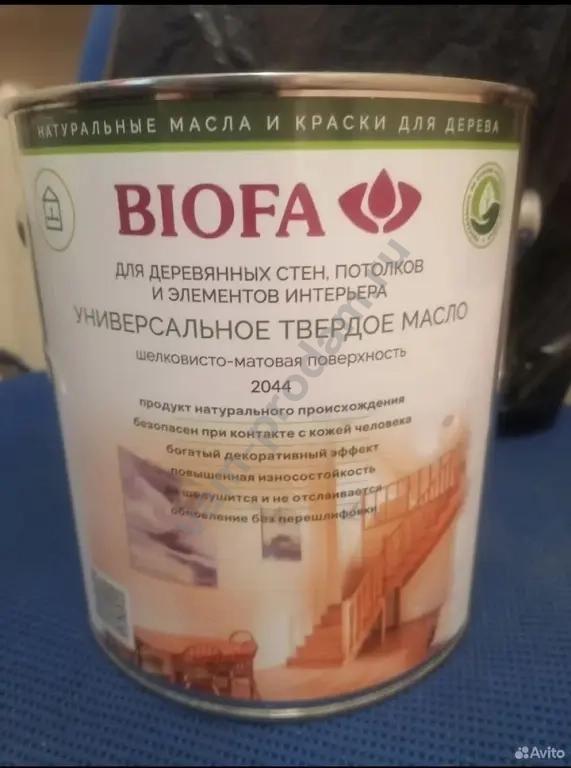 НАТУРАЛЬНЫЕ МАСЛА И КРАСКИ ДЛЯ ДЕРЕВА
BIOFA
ДЛЯ ДЕРЕВЯННЫХ СТЕН, ПОТОЛКОВ
И ЭЛЕМЕНТОВ ИНТЕРЬЕРА
УНИВЕРСАЛЬНОЕ ТВЕРДОЕ МАСЛО
шелковисто-матовая поверхность
2044
продукт натурального происхождения
безопасен при контакте с кожей человека
богатый декоративный эффект
повышенная износостойкость
шелушится и не отслаивается
обновление без перешлифовки
Avito